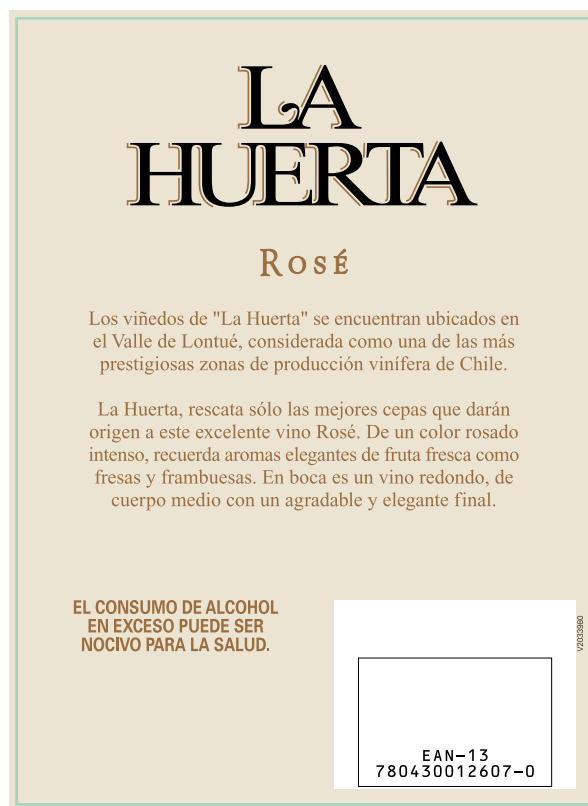 LA
HUERTA
ROSÉ
Los viñedos de "La Huerta" se encuentran ubicados en
el Valle de Lontué, considerada como una de las más
prestigiosas zonas de producción vinífera de Chile.
La Huerta, rescata sólo las mejores cepas que darán
origen a este excelente vino Rosé. De un color rosado
intenso, recuerda aromas elegantes de fruta fresca como
fresas y frambuesas. En boca es un vino redondo, de
cuerpo medio con un agradable y elegante final.
EL CONSUMO DE ALCOHOL
EN EXCESO PUEDE SER
NOCIVO PARA LA SALUD.
V2033980
EAN-13
780430012607-0